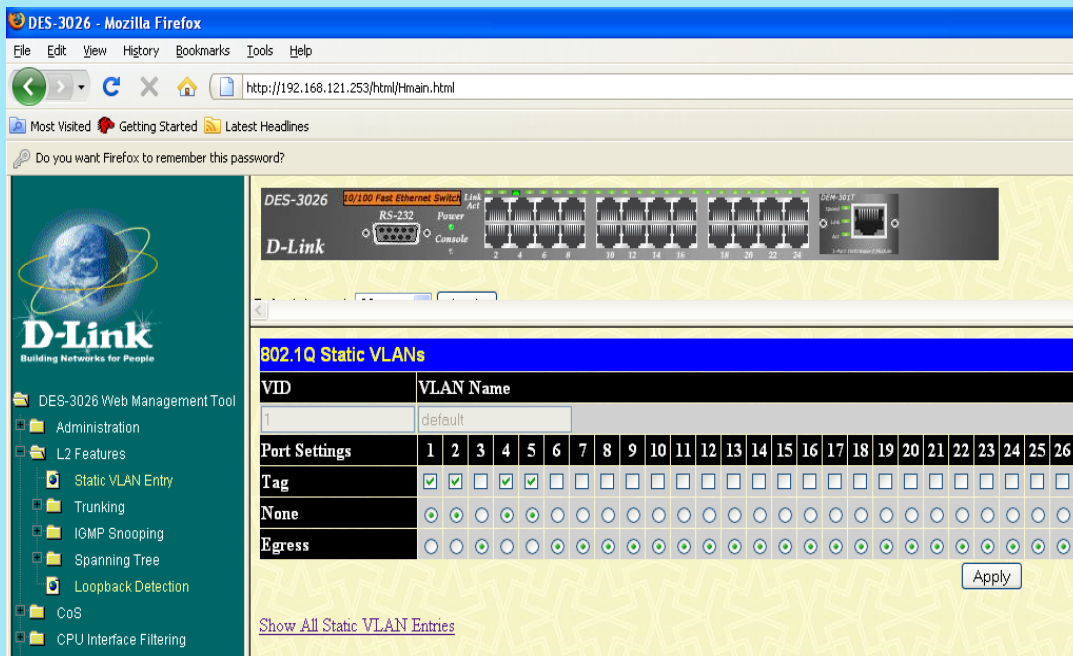 DES-3026 - Mozilla Firefox
File Edit View History Bookmarks Tools Help
http://192.168.121.253/html/Hmain.html
Most Visited Getting Started Latest Headlines
Do you want Firefox to remember this password?
DES-3026 10/100 Fast Ethernet Switch Link Act DEM-301T
RS-232 Power
Console
D-Link
2 4 6 8 10 12 14 16 18 20 22 24
D-Link
Building Networks for People
DES-3026 Web Management Tool
Administration
L2 Features
Static VLAN Entry
Trunking
IGMP Snooping
Spanning Tree
Loopback Detection
CoS
CPU Interface Filtering
802.1Q Static VLANs
VID VLAN Name
1 default
Port Settings 1 2 3 4 5 6 7 8 9 10 11 12 13 14 15 16 17 18 19 20 21 22 23 24 25 26
Tag
None
Egress
Apply
Show All Static VLAN Entries